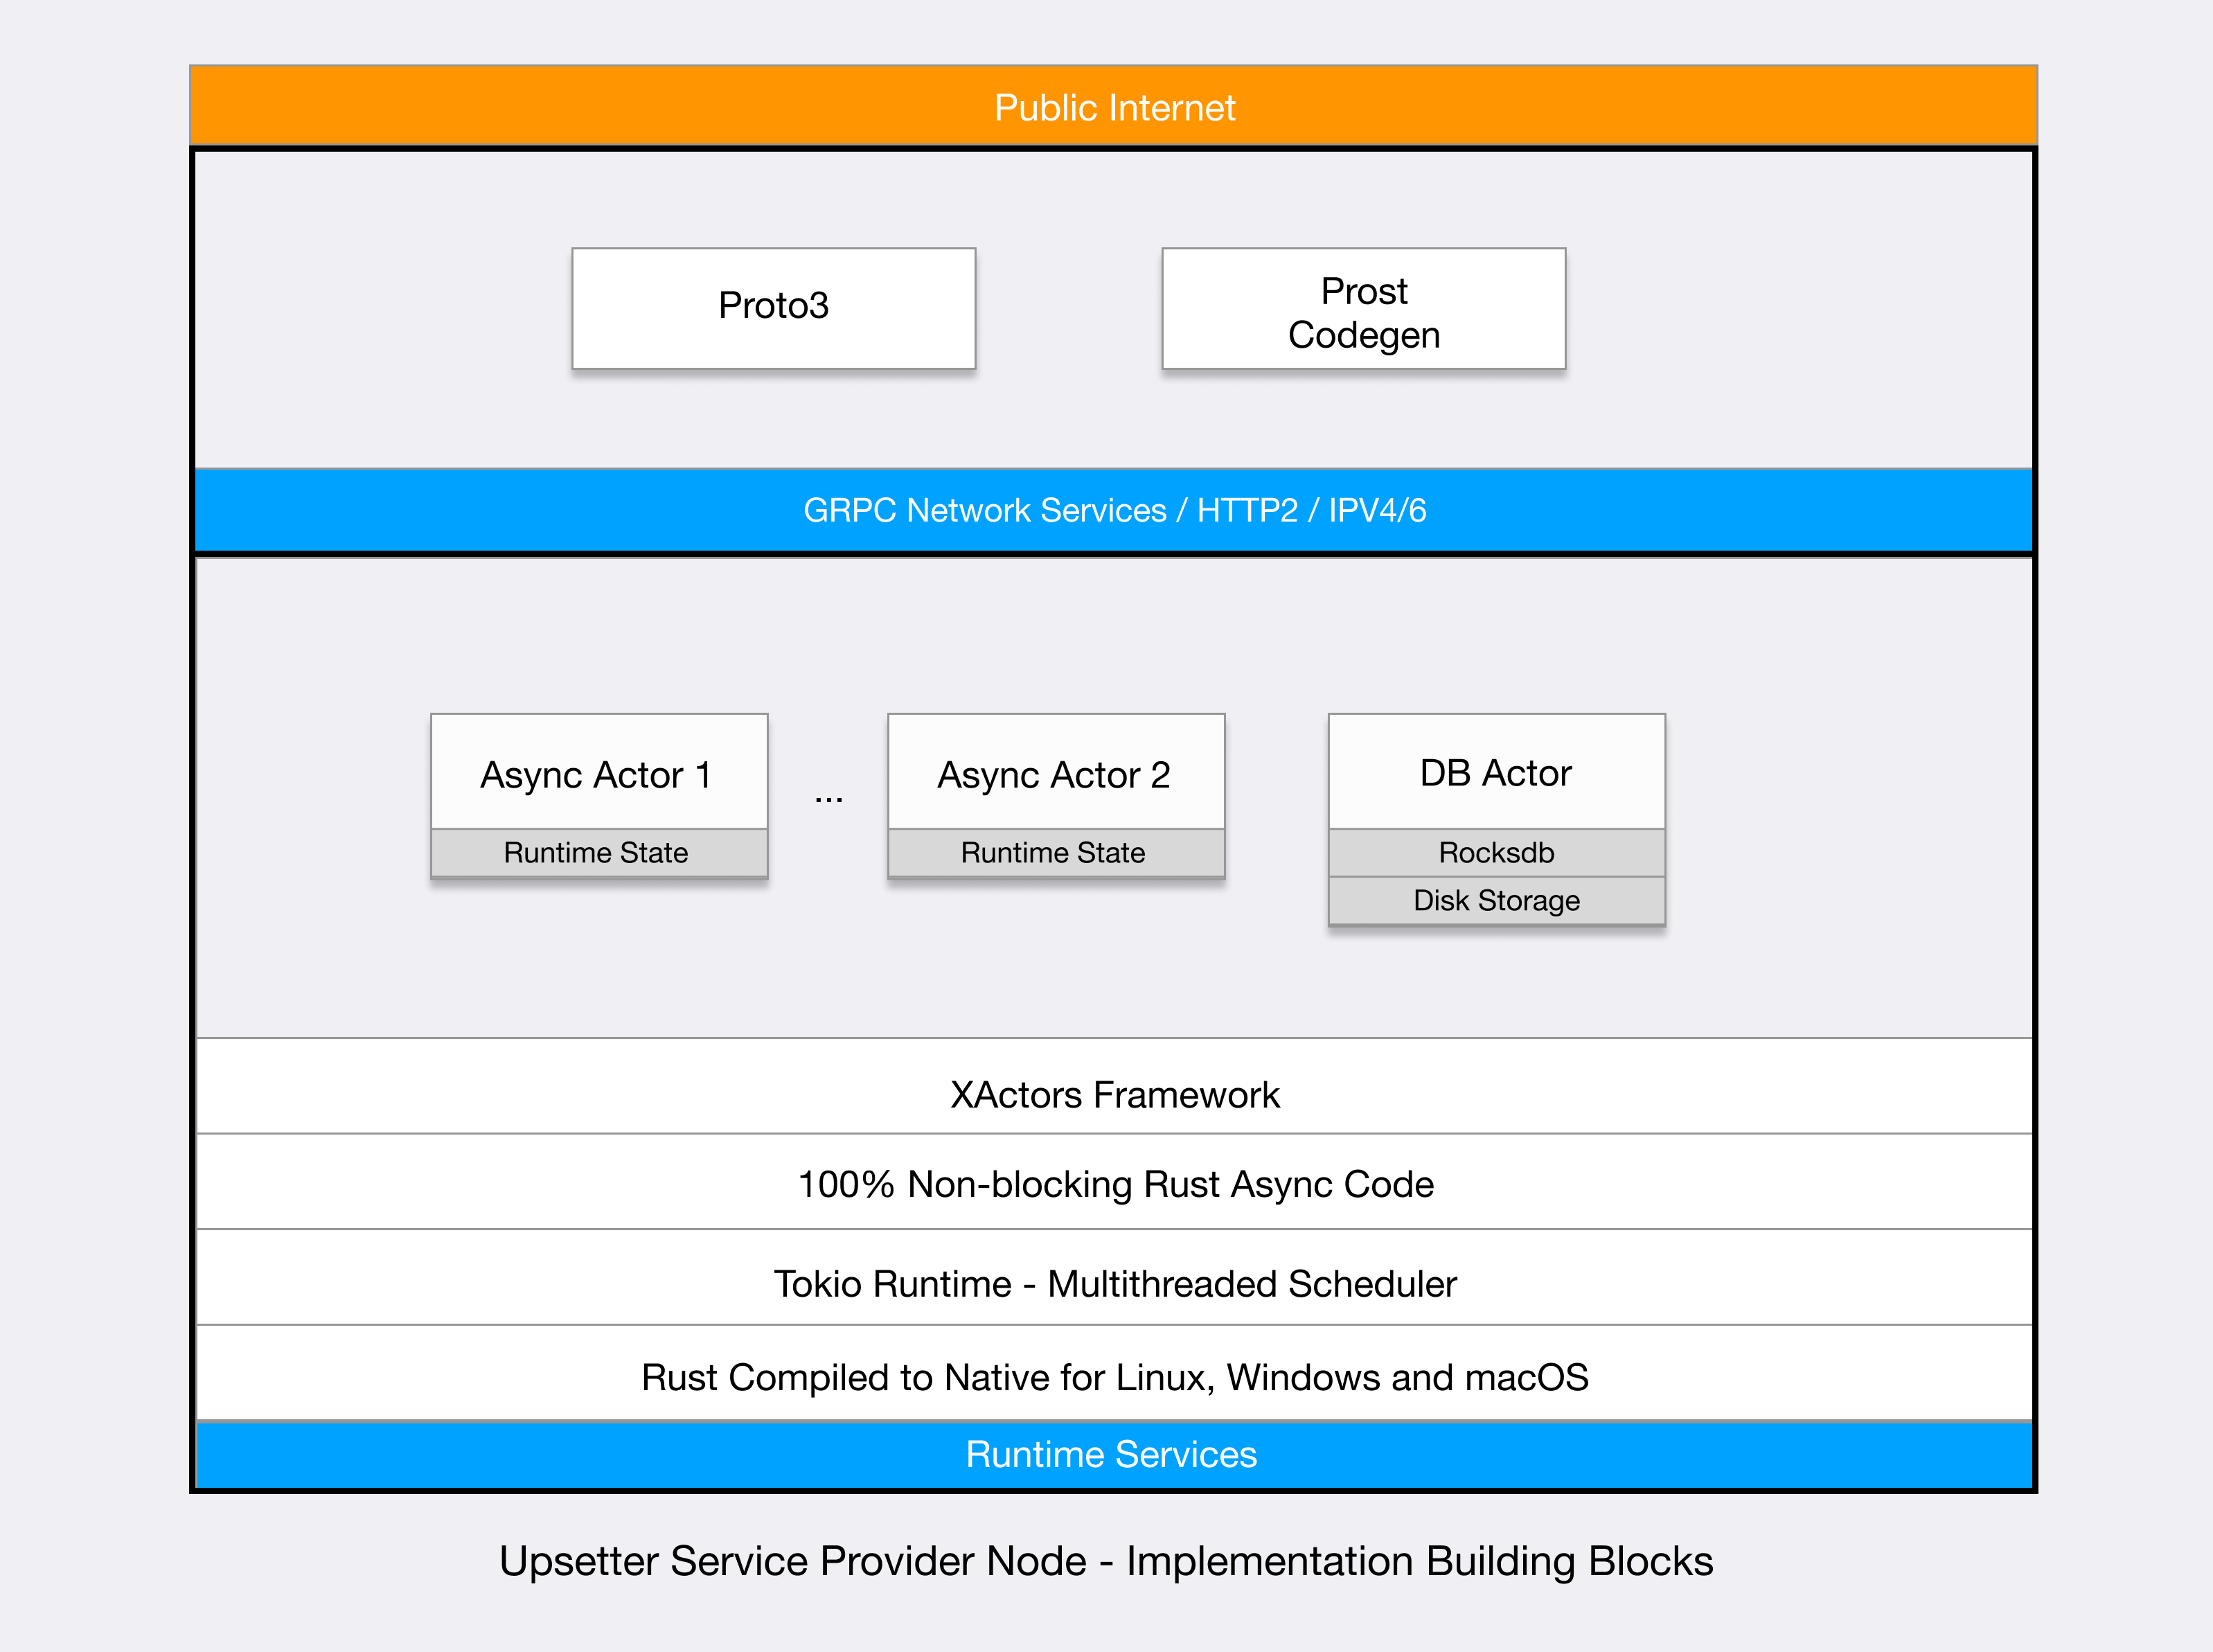 Public Internet
Proto3
Prost
Codegen
GRPC Network Services / HTTP2 / IPV4/6
Async Actor 1
Runtime State
...
Async Actor 2
Runtime State
DB Actor
Rocksdb
Disk Storage
XActors Framework
100% Non-blocking Rust Async Code
Tokio Runtime - Multithreaded Scheduler
Rust Compiled to Native for Linux, Windows and macOS
Runtime Services
Upsetter Service Provider Node - Implementation Building Blocks